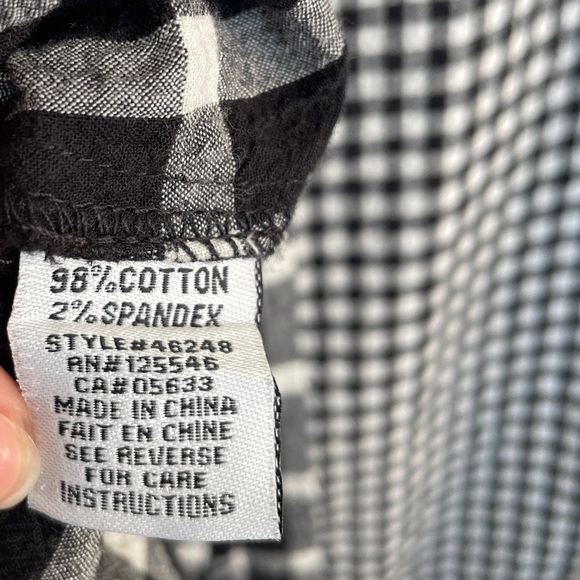 98% COTTON
2% SPANDEX
STYLE#46248
RN#125546
CA#05633
MADE IN CHINA
FAIT EN CHINE
SEE REVERSE
FOR CARE
INSTRUCTIONS